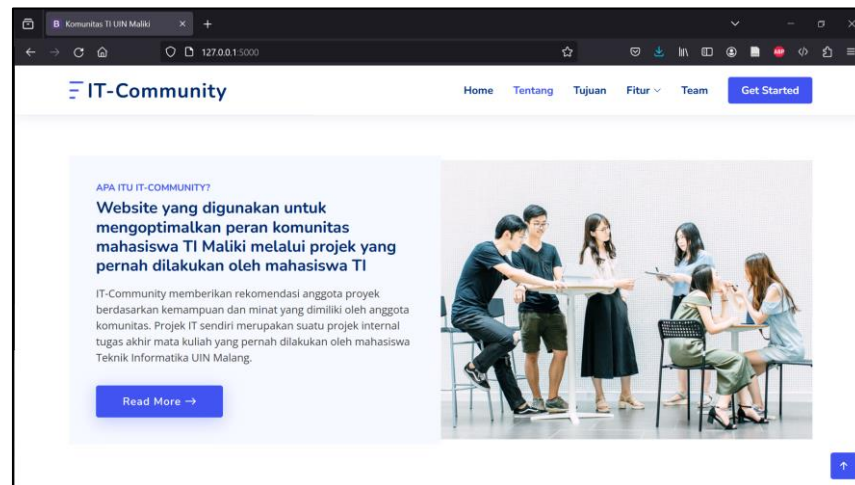 B Komunitas TI UIN Maliki
127.0.0.1:5000
IT-Community
Home Tentang Tujuan Fitur Team Get Started
APA ITU IT-COMMUNITY?
Website yang digunakan untuk
mengoptimalkan peran komunitas
mahasiswa TI Maliki melalui projek yang
pernah dilakukan oleh mahasiswa TI
IT-Community memberikan rekomendasi anggota proyek
berdasarkan kemampuan dan minat yang dimiliki oleh anggota
komunitas. Projek IT sendiri merupakan suatu projek internal
tugas akhir mata kuliah yang pernah dilakukan oleh mahasiswa
Teknik Informatika UIN Malang.
Read More →